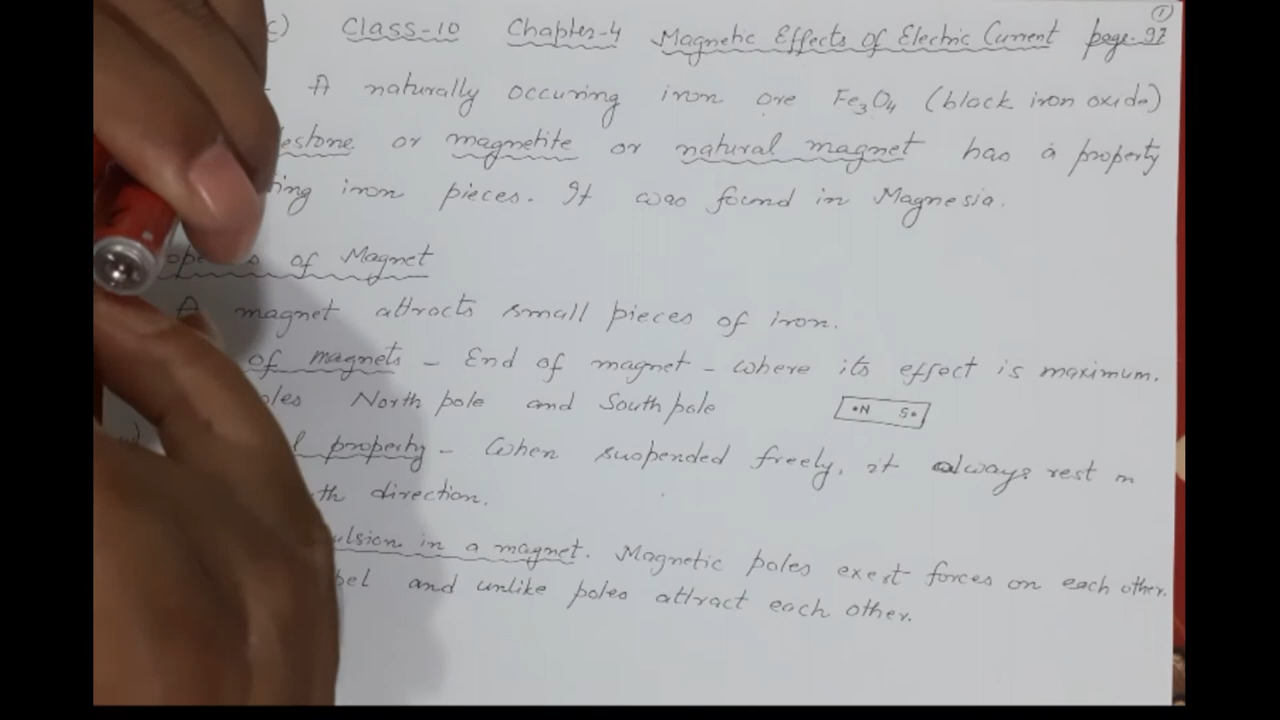 c) Class-10 Chapter-4 Magnetic Effects Of Electric Current page-97 1
A naturally occuring iron ore Fe3O4 (black iron oxide)
or magnetite or natural magnet has a property
iron pieces. It was found in Magnesia.
of Magnet
A magnet attracts small pieces of iron.
of magnets - End of magnet - where its effect is maximum.
North pole and South pole •N S•
property - When suspended freely, it always rest in
direction.
in a magnet. Magnetic poles exert forces on each other.
and unlike poles attract each other.